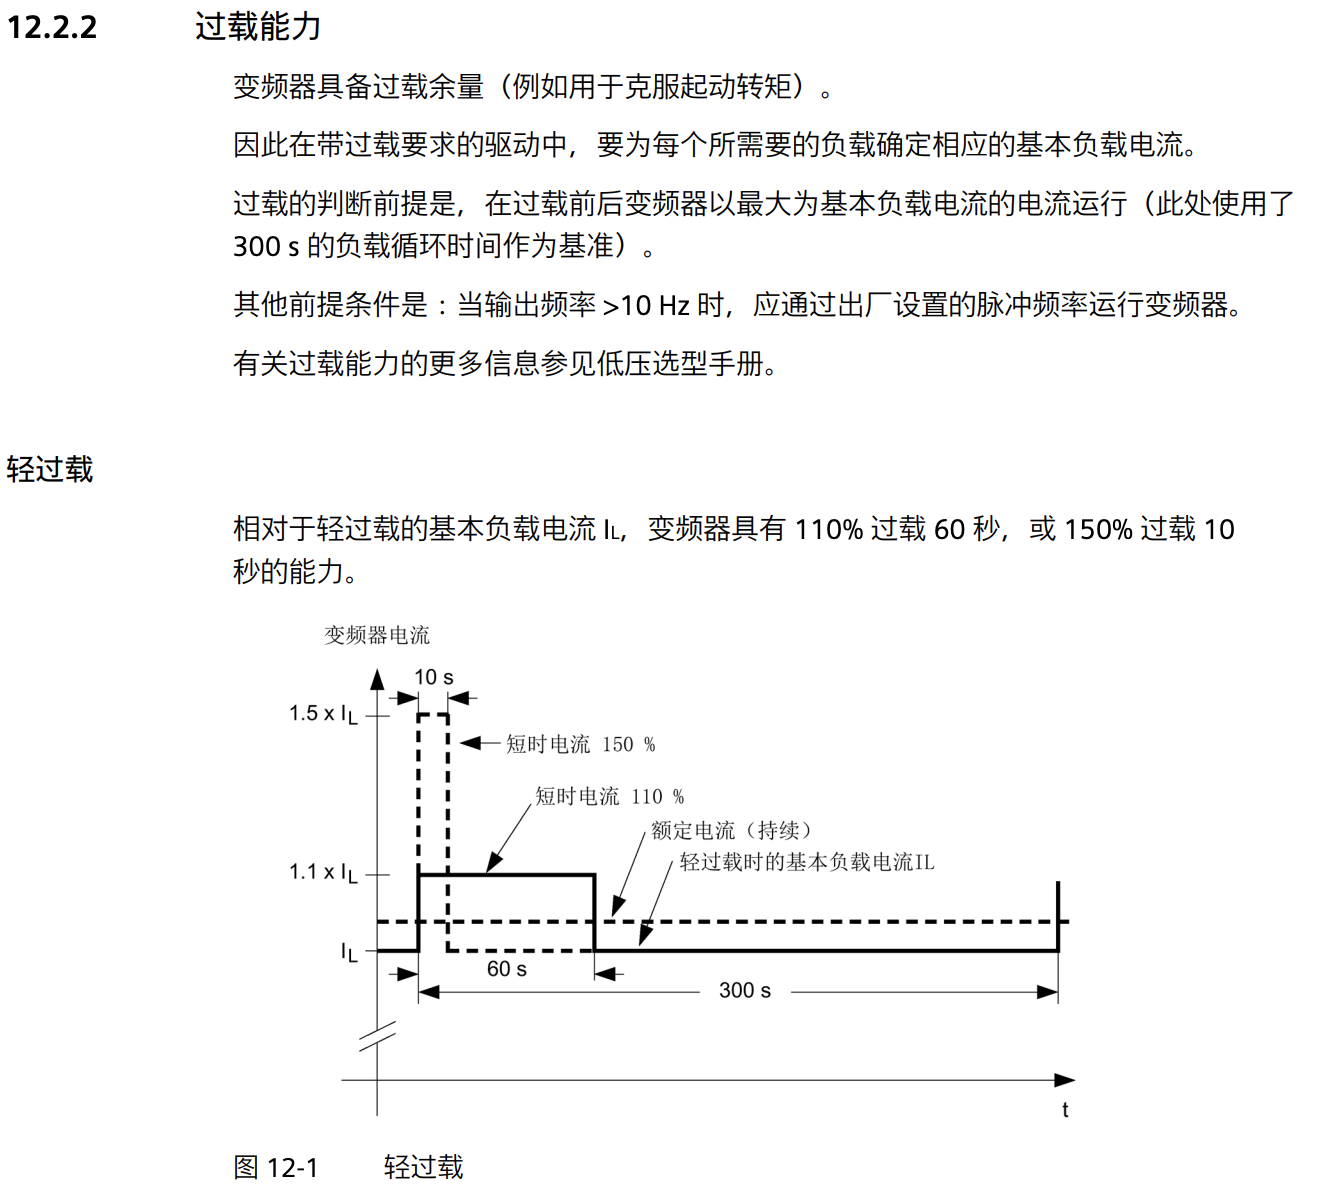 12.2.2 过载能力
变频器具备过载余量（例如用于克服起动转矩）。
因此在带过载要求的驱动中，要为每个所需要的负载确定相应的基本负载电流。
过载的判断前提是，在过载前后变频器以最大为基本负载电流的电流运行（此处使用了
300 s 的负载循环时间作为基准）。
其他前提条件是：当输出频率 >10 Hz 时，应通过出厂设置的脉冲频率运行变频器。
有关过载能力的更多信息参见低压选型手册。
轻过载
相对于轻过载的基本负载电流 IL，变频器具有 110% 过载 60 秒，或 150% 过载 10
秒的能力。
变频器电流
10 s
1.5 x IL
短时电流 150 %
短时电流 110 %
额定电流（持续）
轻过载时的基本负载电流IL
1.1 x IL
IL
60 s
300 s
t
图 12-1 轻过载